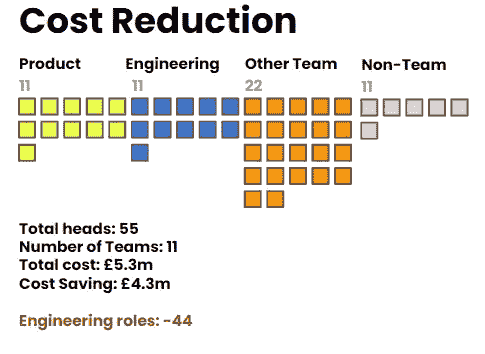 Cost Reduction
Product Engineering Other Team Non-Team
11 11 22 11
Total heads: 55
Number of Teams: 11
Total cost: £5.3m
Cost Saving: £4.3m
Engineering roles: -44